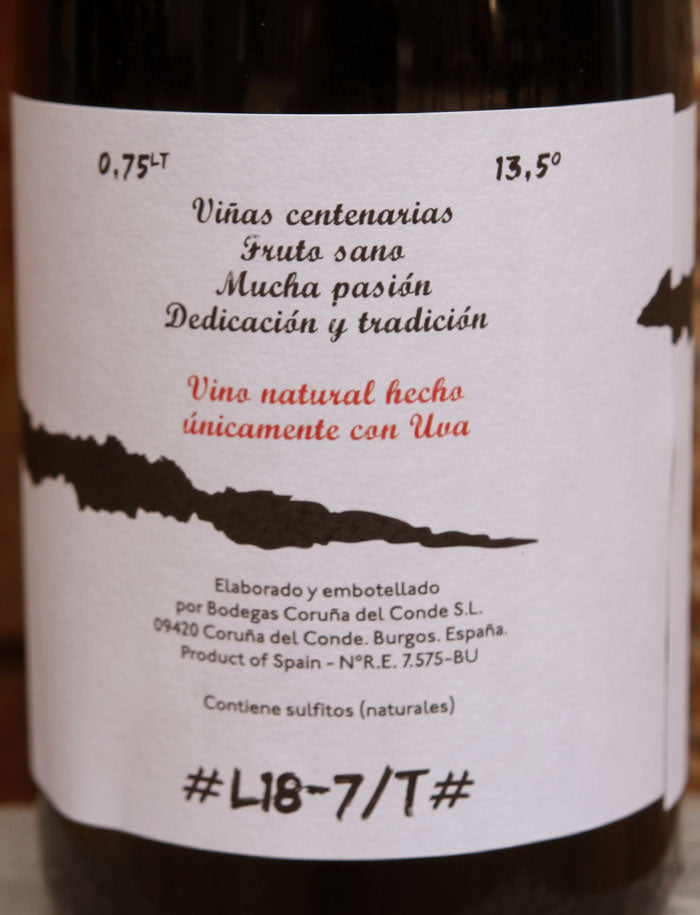 0,75LT 13,5º
Viñas centenarias
Fruto sano
Mucha pasión
Dedicación y tradición
Vino natural hecho
únicamente con Uva
Elaborado y embotellado
por Bodegas Coruña del Conde S.L.
09420 Coruña del Conde. Burgos. España.
Product of Spain - NºR.E. 7.575-BU
Contiene sulfitos (naturales)
#L18-7/T#